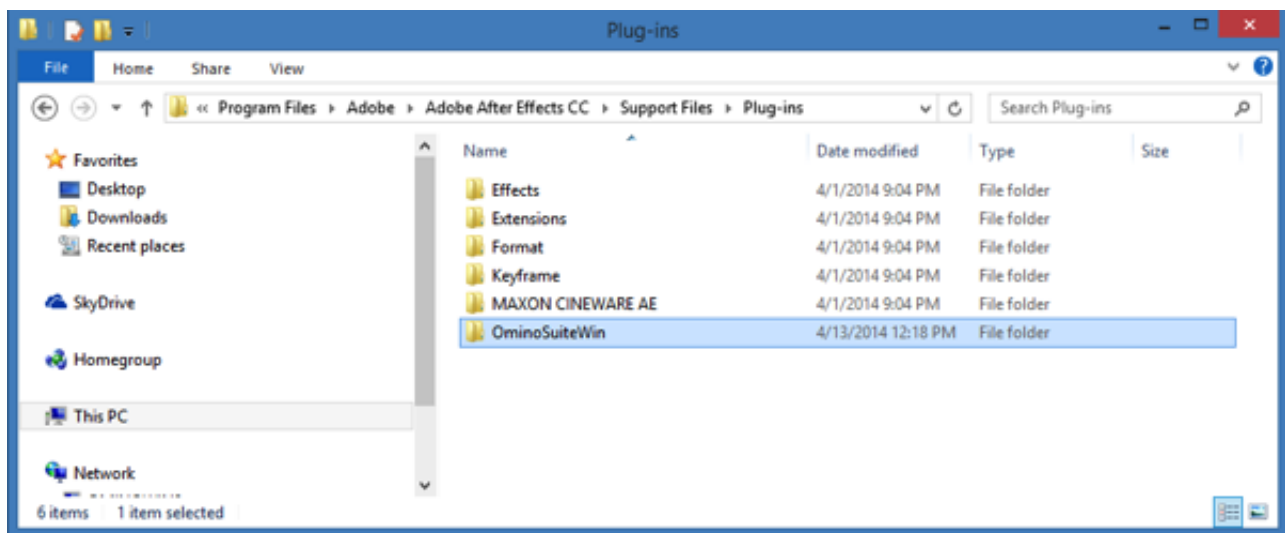 Plug-ins
File Home Share View
« Program Files Adobe Adobe After Effects CC Support Files Plug-ins Search Plug-ins
Favorites
Desktop
Downloads
Recent places
SkyDrive
Homegroup
This PC
Network
Name Date modified Type Size
Effects 4/1/2014 9:04 PM File folder
Extensions 4/1/2014 9:04 PM File folder
Format 4/1/2014 9:04 PM File folder
Keyframe 4/1/2014 9:04 PM File folder
MAXON CINEWARE AE 4/1/2014 9:04 PM File folder
OminoSuiteWin 4/13/2014 12:18 PM File folder
6 items 1 item selected